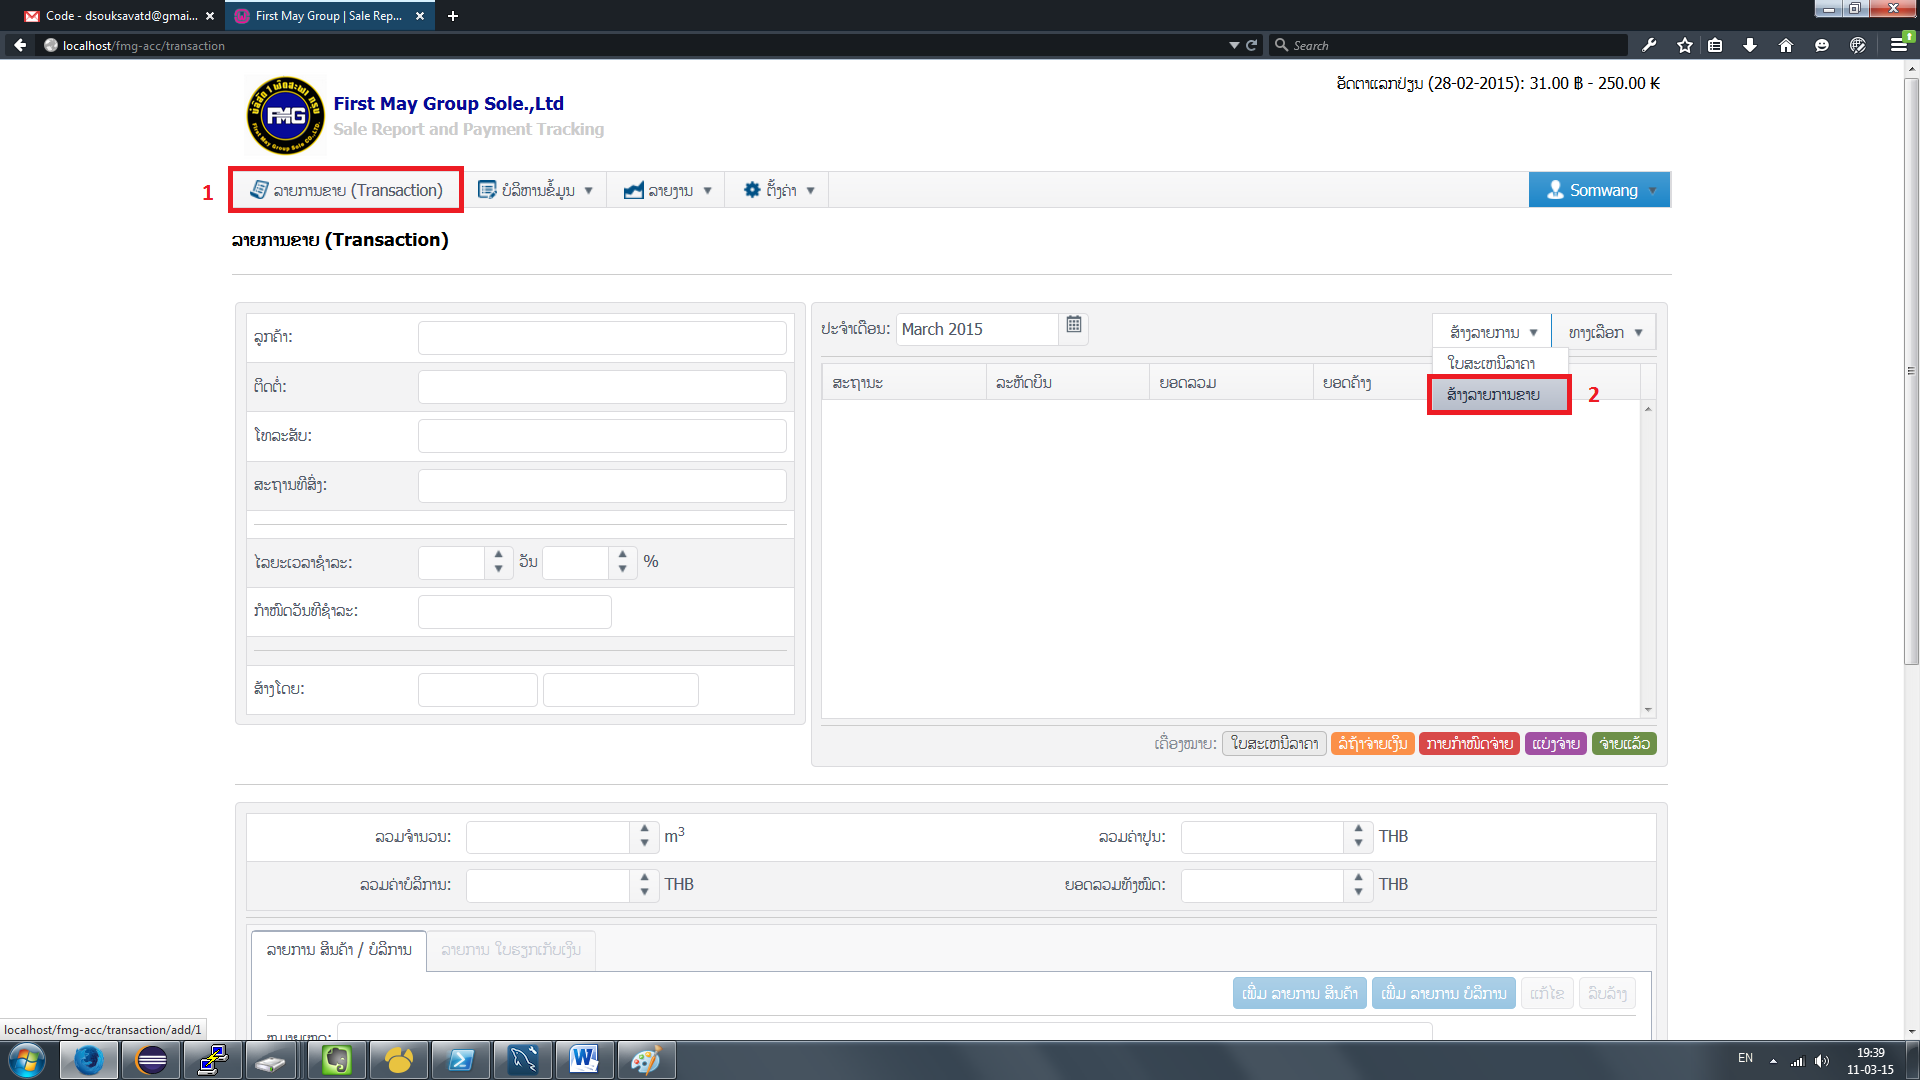 Code - dsouksavatd@gmai...
First May Group | Sale Rep...
localhost/fmg-acc/transaction
Search
ອັດຕາແລກປ່ຽນ (28-02-2015): 31.00 ฿ - 250.00 ₭
FMG
First May Group Sole.,Ltd
Sale Report and Payment Tracking
1
ລາຍການຂາຍ (Transaction)
ບໍລິຫານຂໍ້ມູນ
ລາຍງານ
ຕັ້ງຄ່າ
Somwang
ລາຍການຂາຍ (Transaction)
ລູກຄ້າ:
ຕິດຕໍ່:
ໂທລະສັບ:
ສະຖານທີ່ສົ່ງ:
ໄລຍະເວລາຊຳລະ:
ວັນ
%
ກຳໜົດວັນທີຊຳລະ:
ສ້າງໂດຍ:
ປະຈຳເດືອນ:
March 2015
ສ້າງລາຍການ
ທາງເລືອກ
ໃບສະເຫນີລາຄາ
ສ້າງລາຍການຂາຍ
2
ສະຖານະ
ລະຫັດບິນ
ຍອດລວມ
ຍອດຄ້າງ
ເຄື່ອງໝາຍ:
ໃບສະເຫນີລາຄາ
ລໍຖ້າຈ່າຍເງິນ
ກາຍກຳໜົດຈ່າຍ
ແບ່ງຈ່າຍ
ຈ່າຍແລ້ວ
ລວມຈຳນວນ:
m3
ລວມຄ່າປູນ:
THB
ລວມຄ່າບໍລິການ:
THB
ຍອດລວມທັງໝົດ:
THB
ລາຍການ ສິນຄ້າ / ບໍລິການ
ລາຍການ ໃບຮຽກເກັບເງິນ
ເພີ່ມ ລາຍການ ສິນຄ້າ
ເພີ່ມ ລາຍການ ບໍລິການ
ແກ້ໄຂ
ລຶບລ້າງ
ໝາຍເຫດ:
localhost/fmg-acc/transaction/add/1
EN
19:39
11-03-15